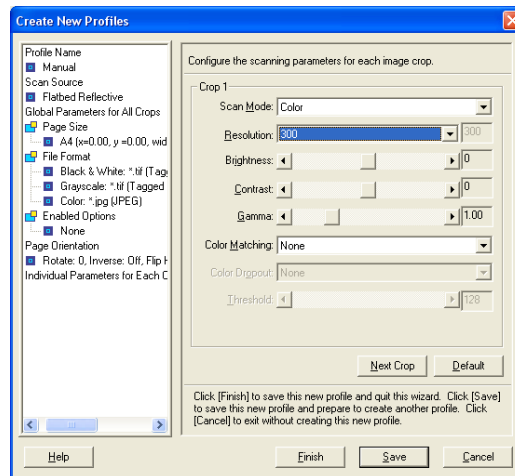 Create New Profiles
Profile Name
Manual
Scan Source
Flatbed Reflective
Global Parameters for All Crops
Page Size
A4 (x=0.00, y =0.00, wid
File Format
Black & White: *.tif (Tagg
Grayscale: *.tif (Tagged
Color: *.jpg (JPEG)
Enabled Options
None
Page Orientation
Rotate: 0, Inverse: Off, Flip H
Individual Parameters for Each C
Configure the scanning parameters for each image crop.
Crop 1
Scan Mode: Color
Resolution: 300 300
Brightness: 0
Contrast: 0
Gamma: 1.00
Color Matching: None
Color Dropout: None
Threshold: 128
Next Crop Default
Click [Finish] to save this new profile and quit this wizard. Click [Save]
to save this new profile and prepare to create another profile. Click
[Cancel] to exit without creating this new profile.
Help Finish Save Cancel